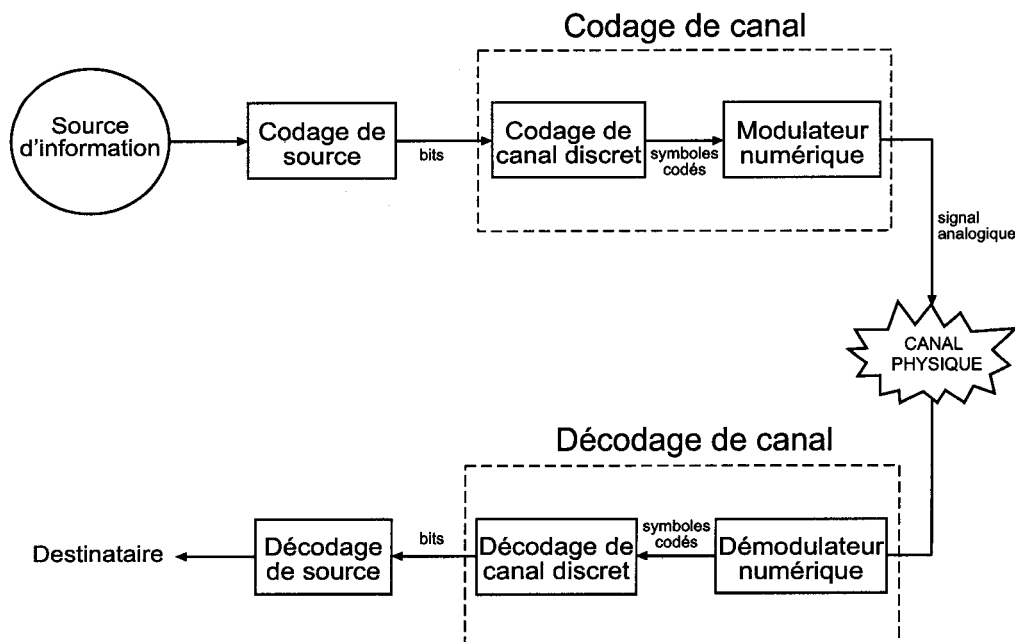 Codage de canal
Source
d'information
Codage de
source
bits
Codage de
canal discret
symboles
codés
Modulateur
numérique
signal
analogique
CANAL
PHYSIQUE
Décodage de canal
Destinataire
Décodage
de source
bits
Décodage de
canal discret
symboles
codés
Démodulateur
numérique